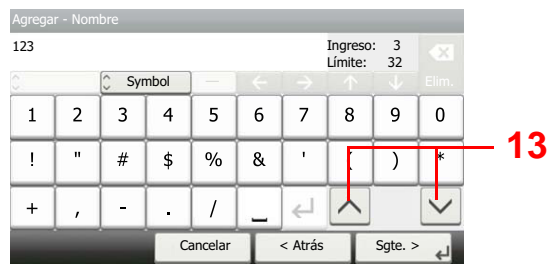 Agregar - Nombre
123
Ingreso: 3
Límite: 32
Symbol
Elim.
1 2 3 4 5 6 7 8 9 0
! " # $ % & ' ( ) *
+ , - . / _
13
Cancelar < Atrás Sgte. >